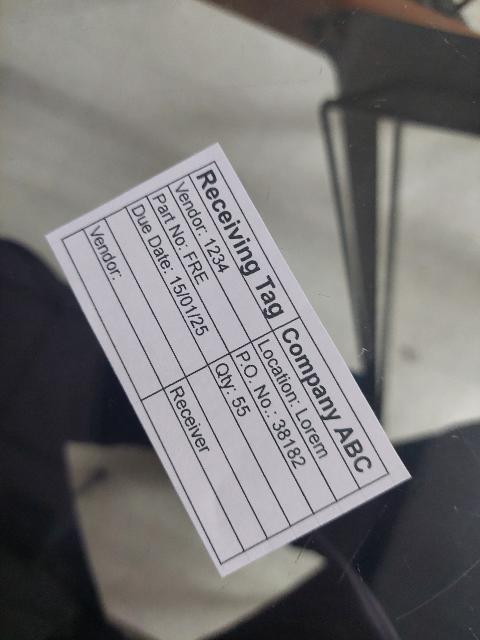 Receiving Tag Company ABC
Vendor: 1234 Location: Lorem
Part No: FRE P.O. No.: 38182
Due Date: 15/01/25 Qty: 55
Vendor: Receiver